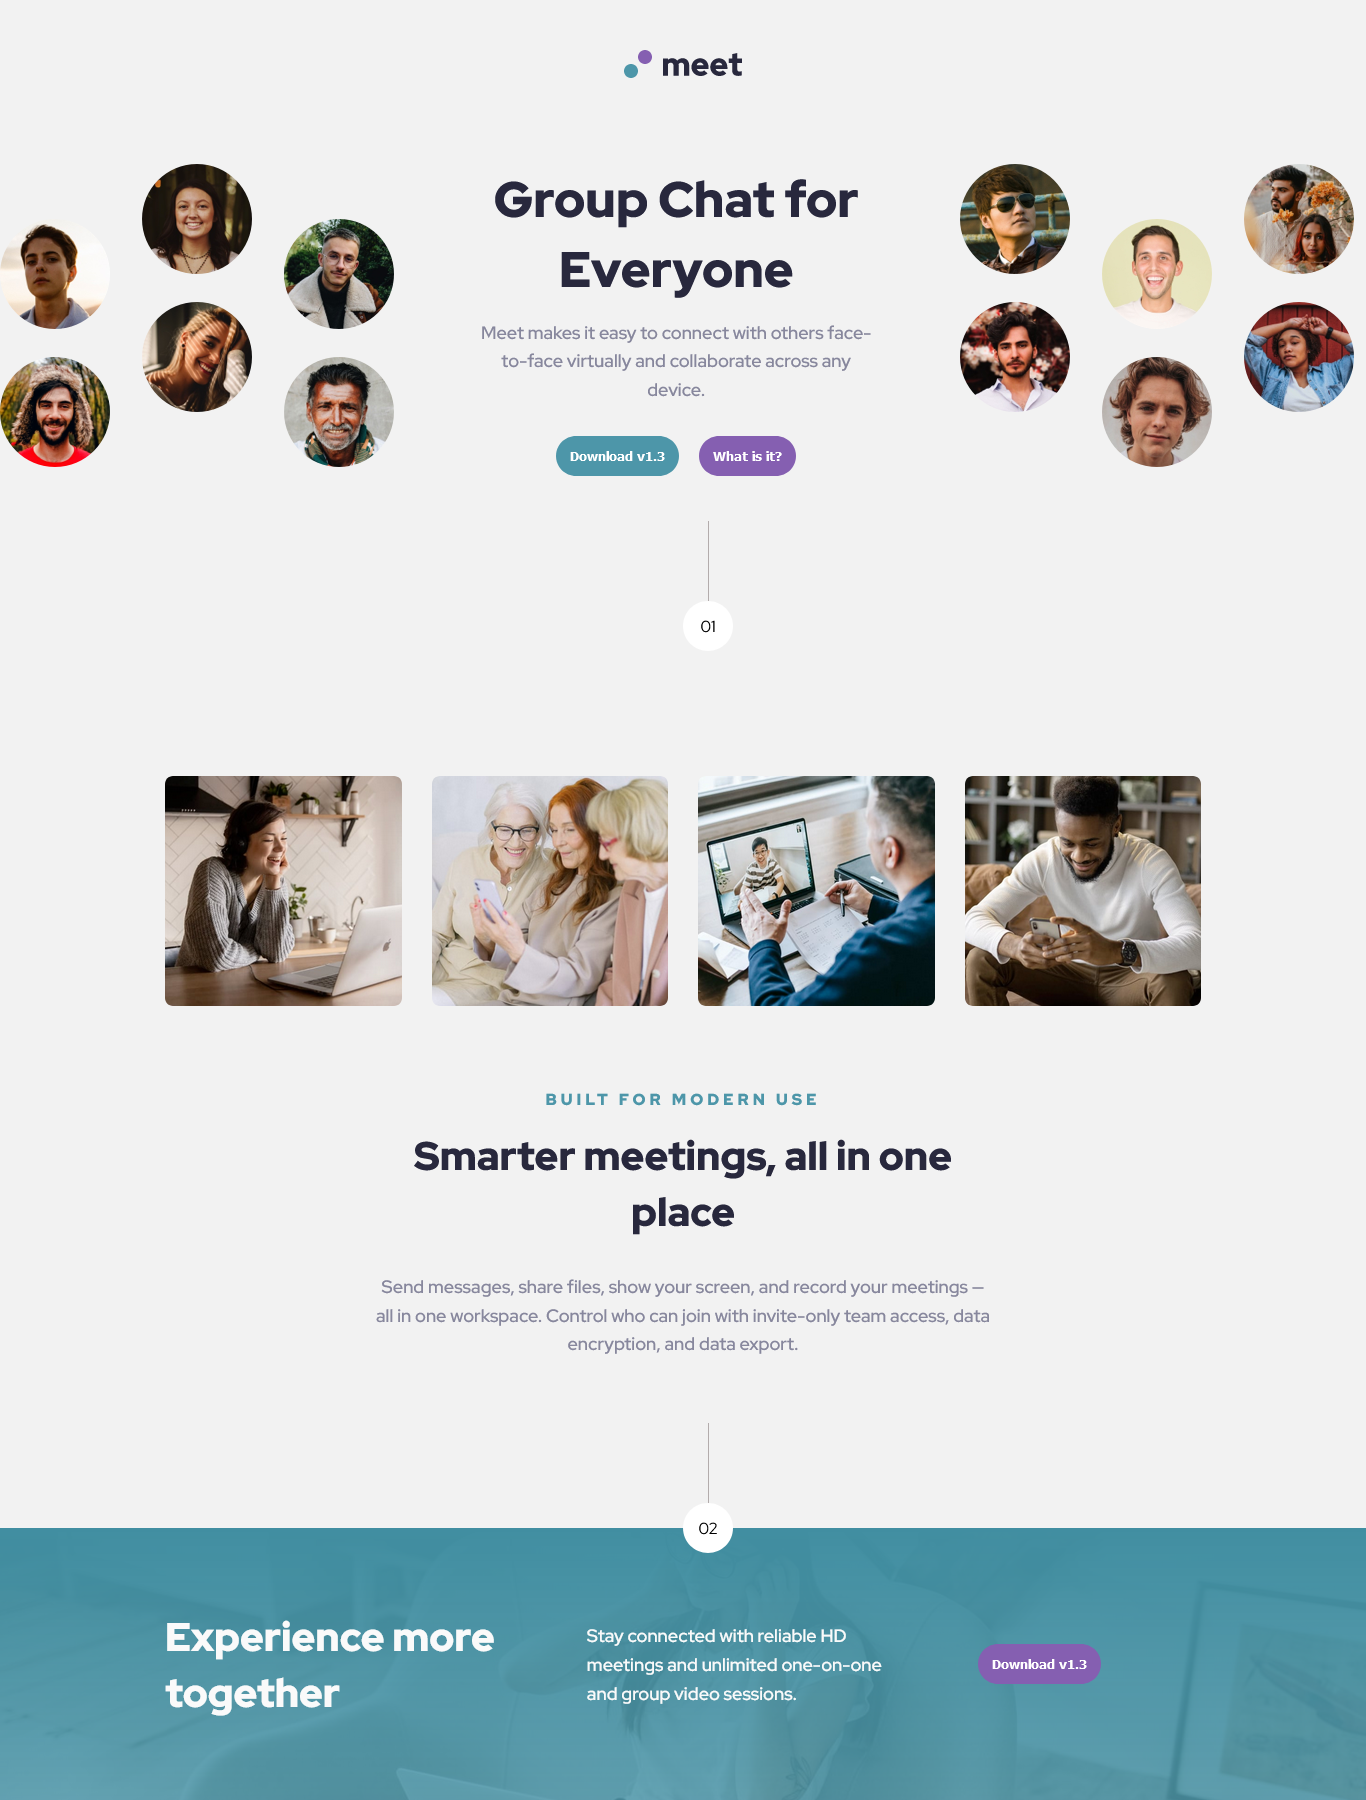 meet
Group Chat for
Everyone
Meet makes it easy to connect with others face-
to-face virtually and collaborate across any
device.
Download v1.3
What is it?
01
BUILT FOR MODERN USE
Smarter meetings, all in one
place
Send messages, share files, show your screen, and record your meetings —
all in one workspace. Control who can join with invite-only team access, data
encryption, and data export.
02
Experience more
together
Stay connected with reliable HD
meetings and unlimited one-on-one
and group video sessions.
Download v1.3